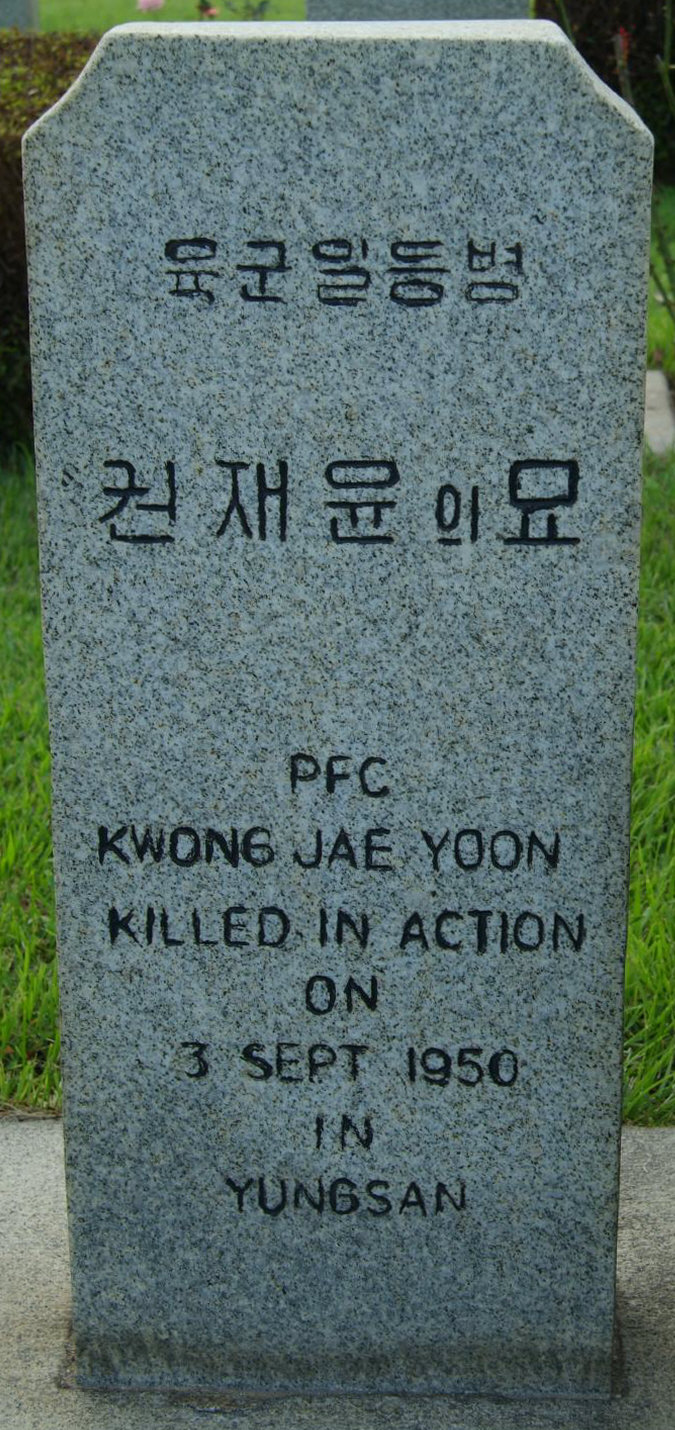 육군일등병
권재윤의 묘
PFC
KWONG JAE YOON
KILLED IN ACTION
ON
3 SEPT 1950
IN
YUNGSAN